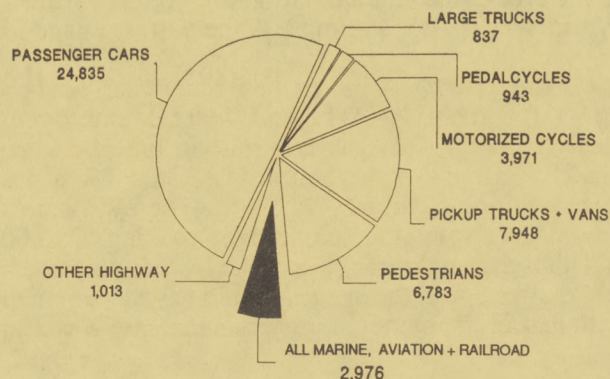 LARGE TRUCKS
837
PASSENGER CARS
24,835
PEDALCYCLES
943
MOTORIZED CYCLES
3,971
PICKUP TRUCKS + VANS
7,948
OTHER HIGHWAY
1,013
PEDESTRIANS
6,783
ALL MARINE, AVIATION + RAILROAD
2,976